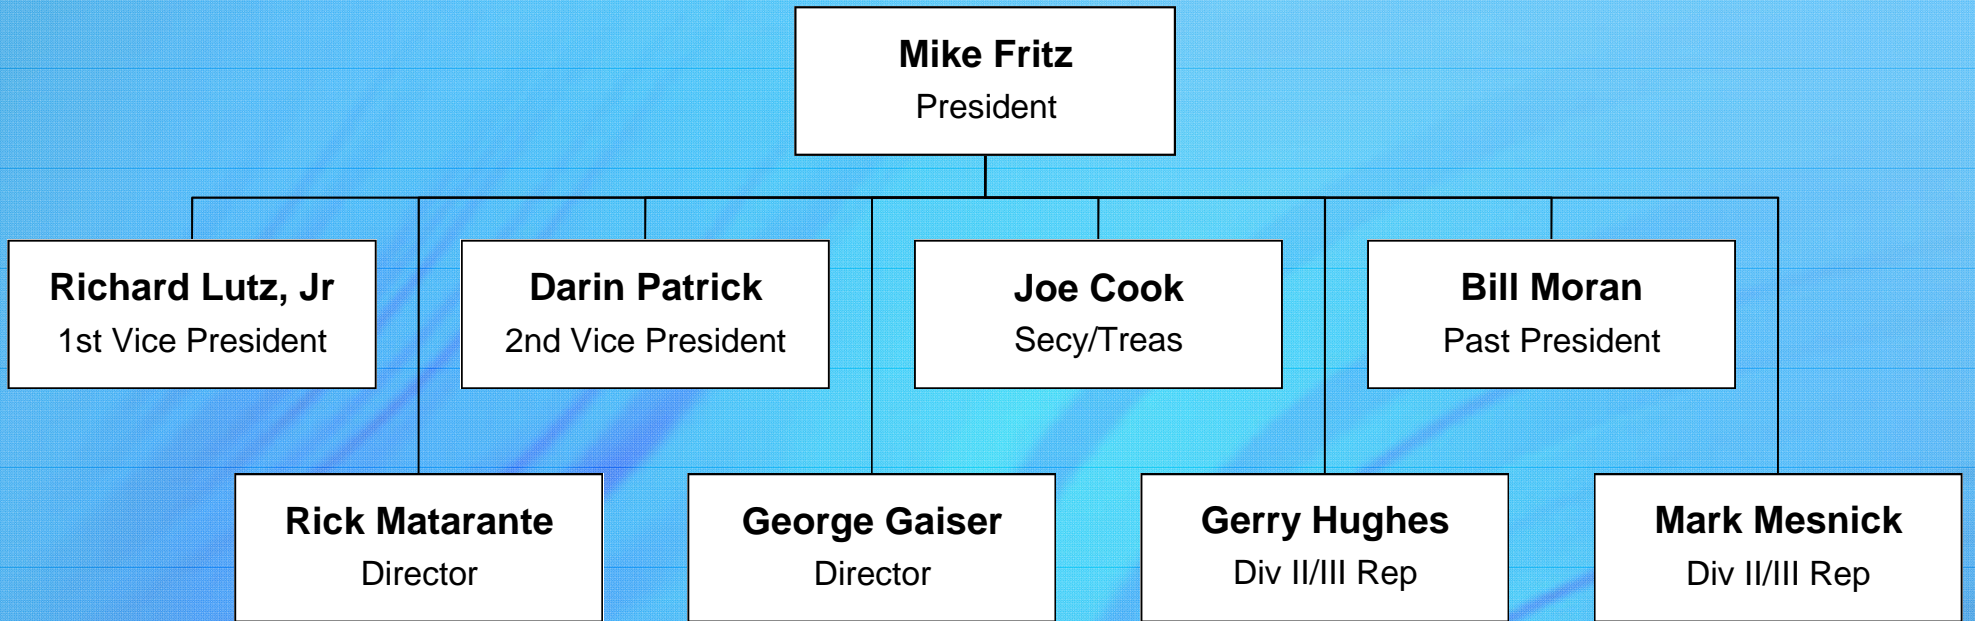 Mike Fritz
President
Richard Lutz, Jr
1st Vice President
Darin Patrick
2nd Vice President
Joe Cook
Secy/Treas
Bill Moran
Past President
Rick Matarante
Director
George Gaiser
Director
Gerry Hughes
Div II/III Rep
Mark Mesnick
Div II/III Rep